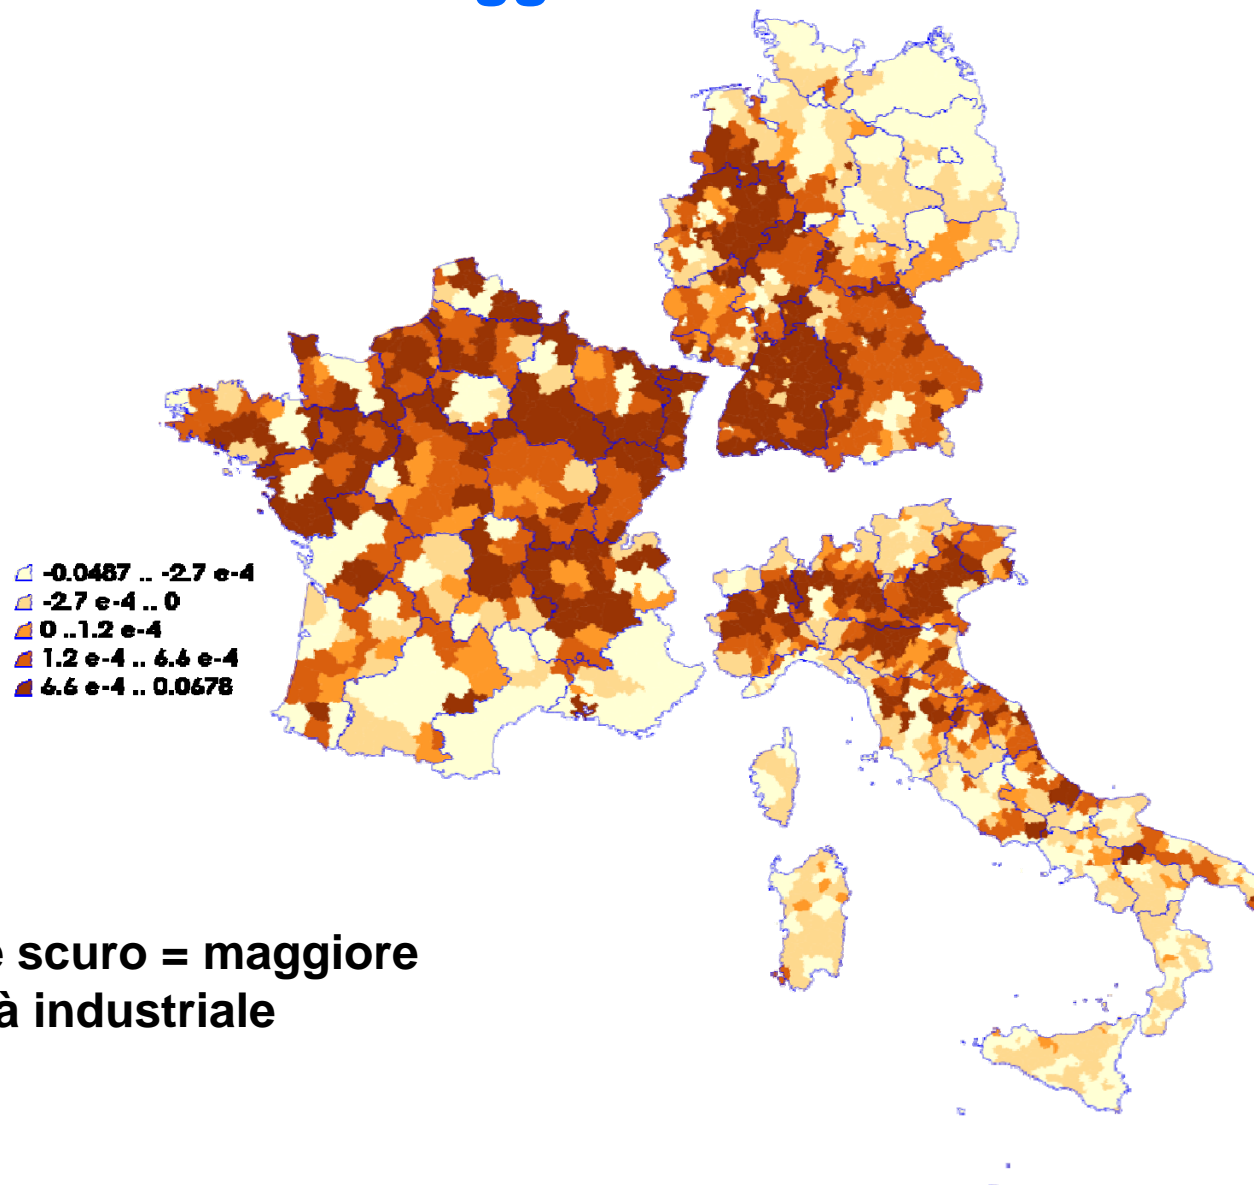 gg
-0.0487 .. -2.7 e-4
-2.7 e-4 .. 0
0 ..1.2 e-4
1.2 e-4 .. 6.6 e-4
6.6 e-4 .. 0.0678
e scuro = maggiore
à industriale